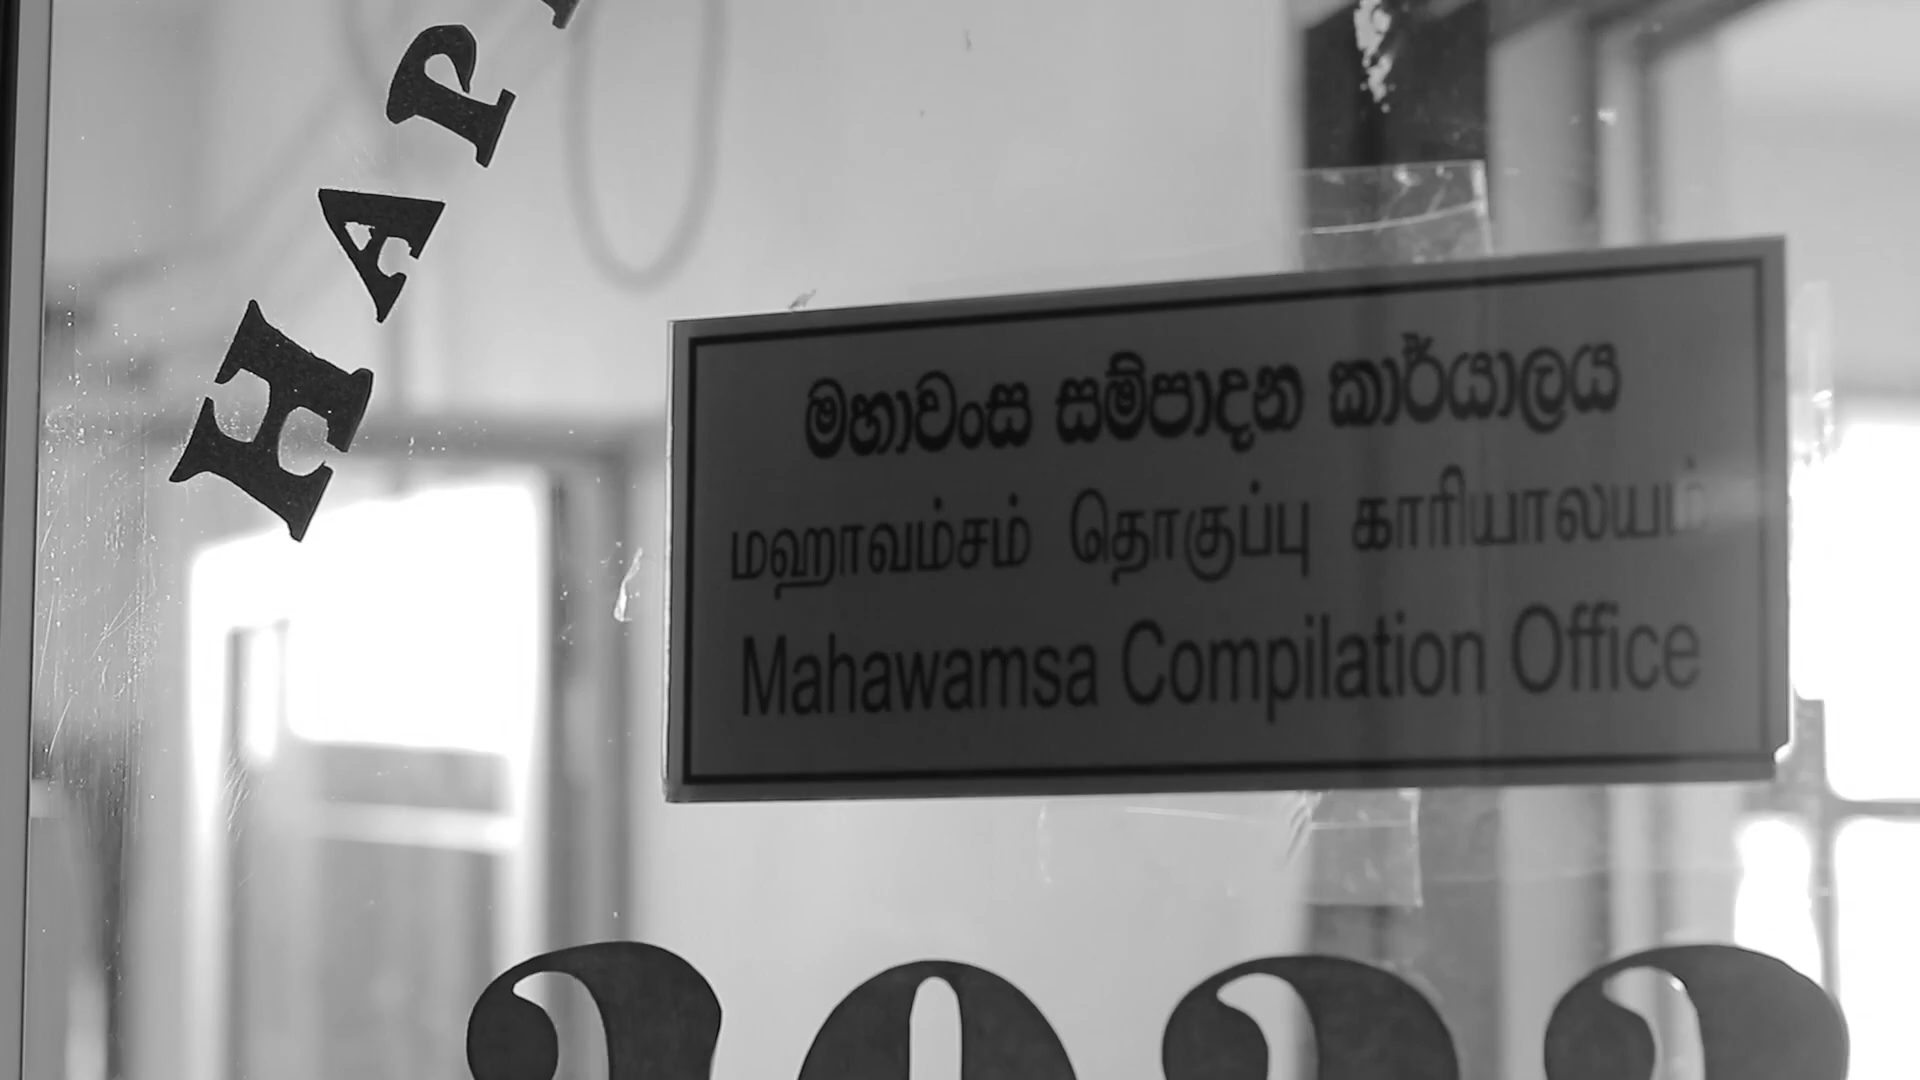 HAP
මහාවංස සම්පාදන කාර්යාලය
மஹாவம்சம் தொகுப்பு காரியாலயம்
Mahawamsa Compilation Office